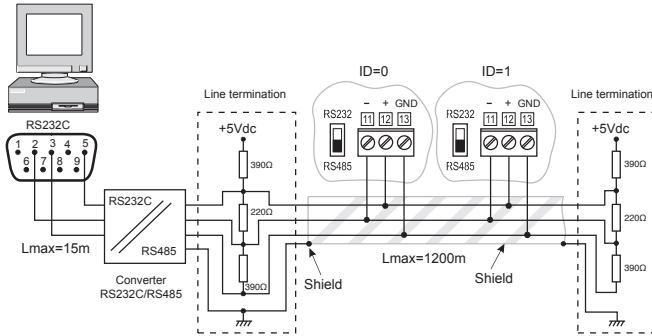 ID=0
ID=1
RS232C
1 2 3 4 5
6 7 8 9
Line termination
+5Vdc
390Ω
220Ω
390Ω
RS232
RS485
– + GND
11 12 13
RS232
RS485
– + GND
11 12 13
Line termination
+5Vdc
390Ω
220Ω
390Ω
RS232C
RS485
Lmax=15m
Converter
RS232C/RS485
Shield
Lmax=1200m
Shield